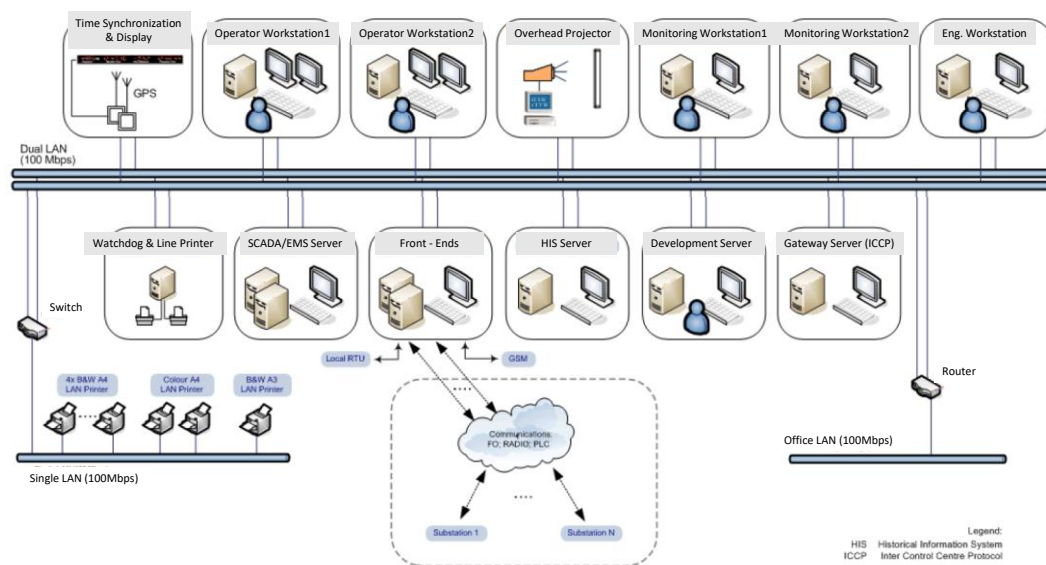 Time Synchronization
& Display
Operator Workstation1
Operator Workstation2
Overhead Projector
Monitoring Workstation1
Monitoring Workstation2
Eng. Workstation
GPS
Dual LAN
(100 Mbps)
Watchdog & Line Printer
SCADA/EMS Server
Front - Ends
HIS Server
Development Server
Gateway Server (ICCP)
Switch
Local RTU
GSM
....
Router
4x B&W A4
LAN Printer
Colour A4
LAN Printer
B&W A3
LAN Printer
Communications:
FO; RADIO; PLC
Office LAN (100Mbps)
Single LAN (100Mbps)
....
Substation 1
Substation N
Legend:
HIS Historical Information System
ICCP Inter Control Centre Protocol